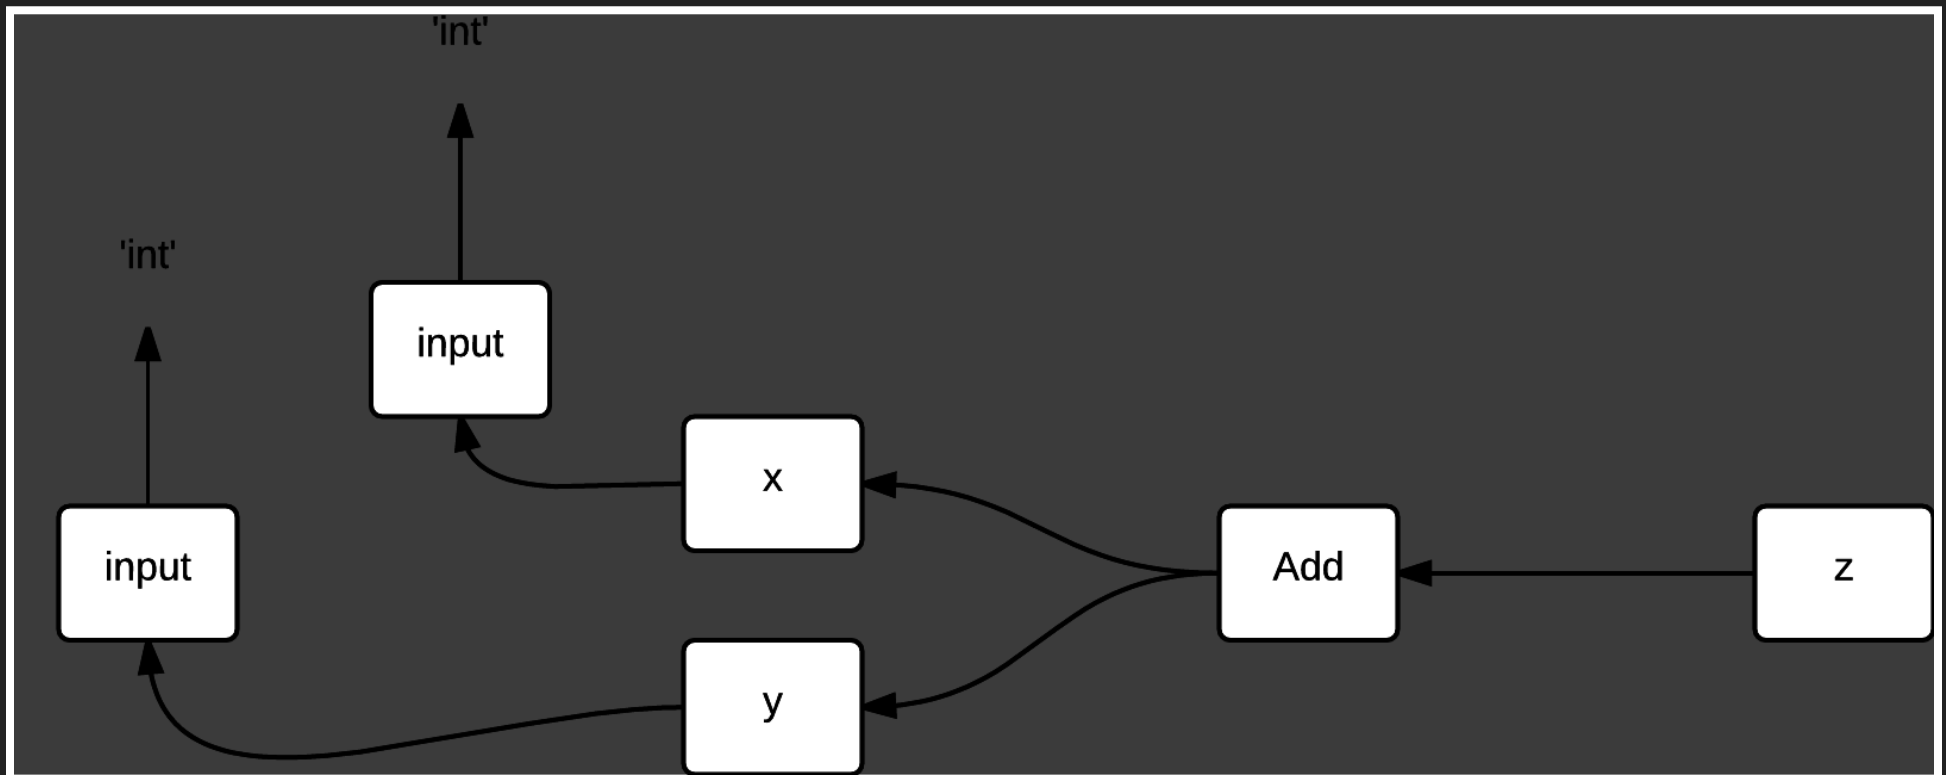 'int'
'int'
input
x
input
Add
z
y